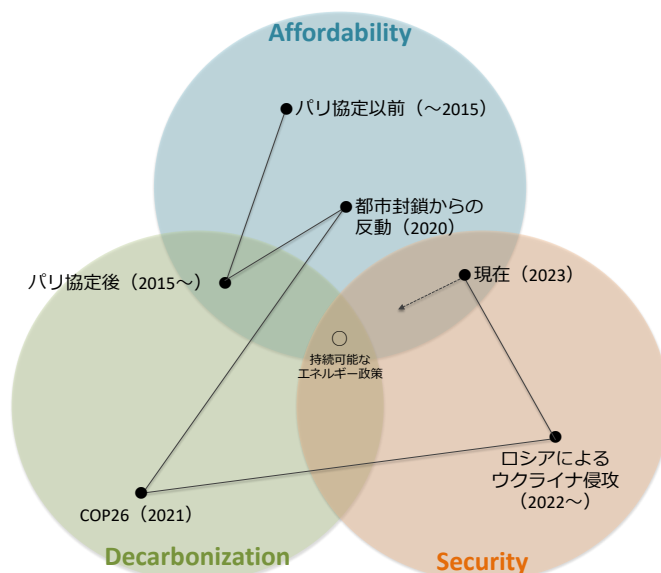 Affordability
パリ協定以前（～2015）
都市封鎖からの
反動（2020）
パリ協定後（2015～）
現在（2023）
持続可能な
エネルギー政策
ロシアによる
ウクライナ侵攻
（2022～）
COP26（2021）
Decarbonization
Security